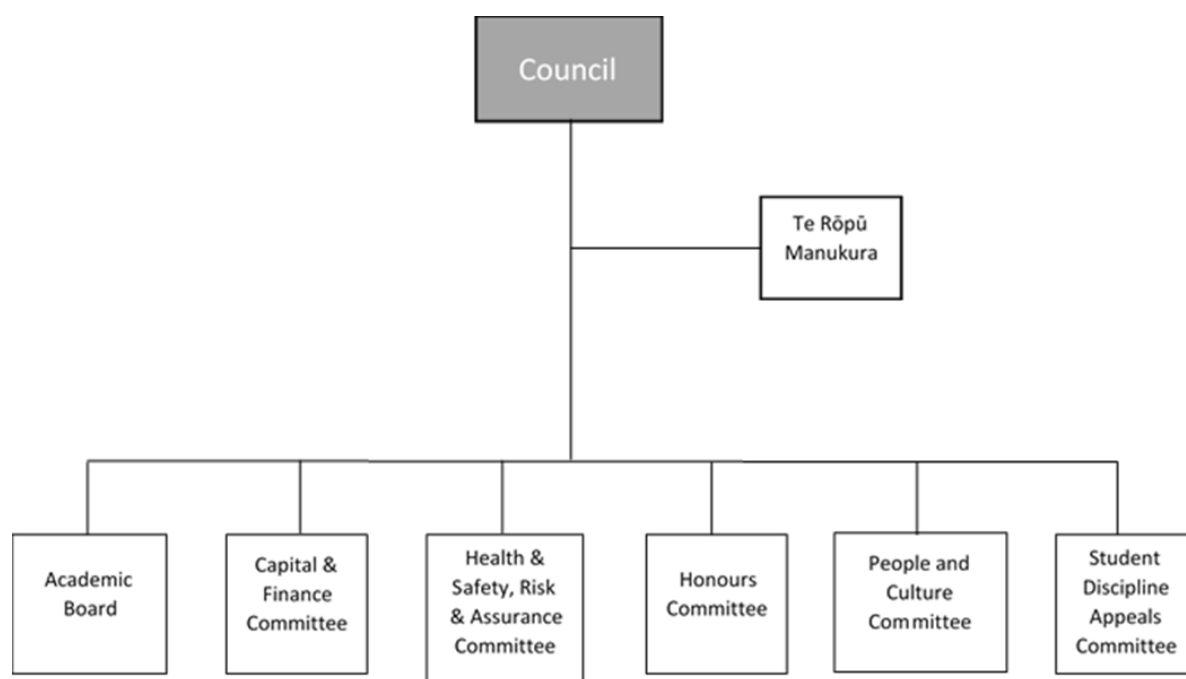 Council
Te Rōpū
Manukura
Academic
Board
Capital &
Finance
Committee
Health &
Safety, Risk
& Assurance
Committee
Honours
Committee
People and
Culture
Committee
Student
Discipline
Appeals
Committee